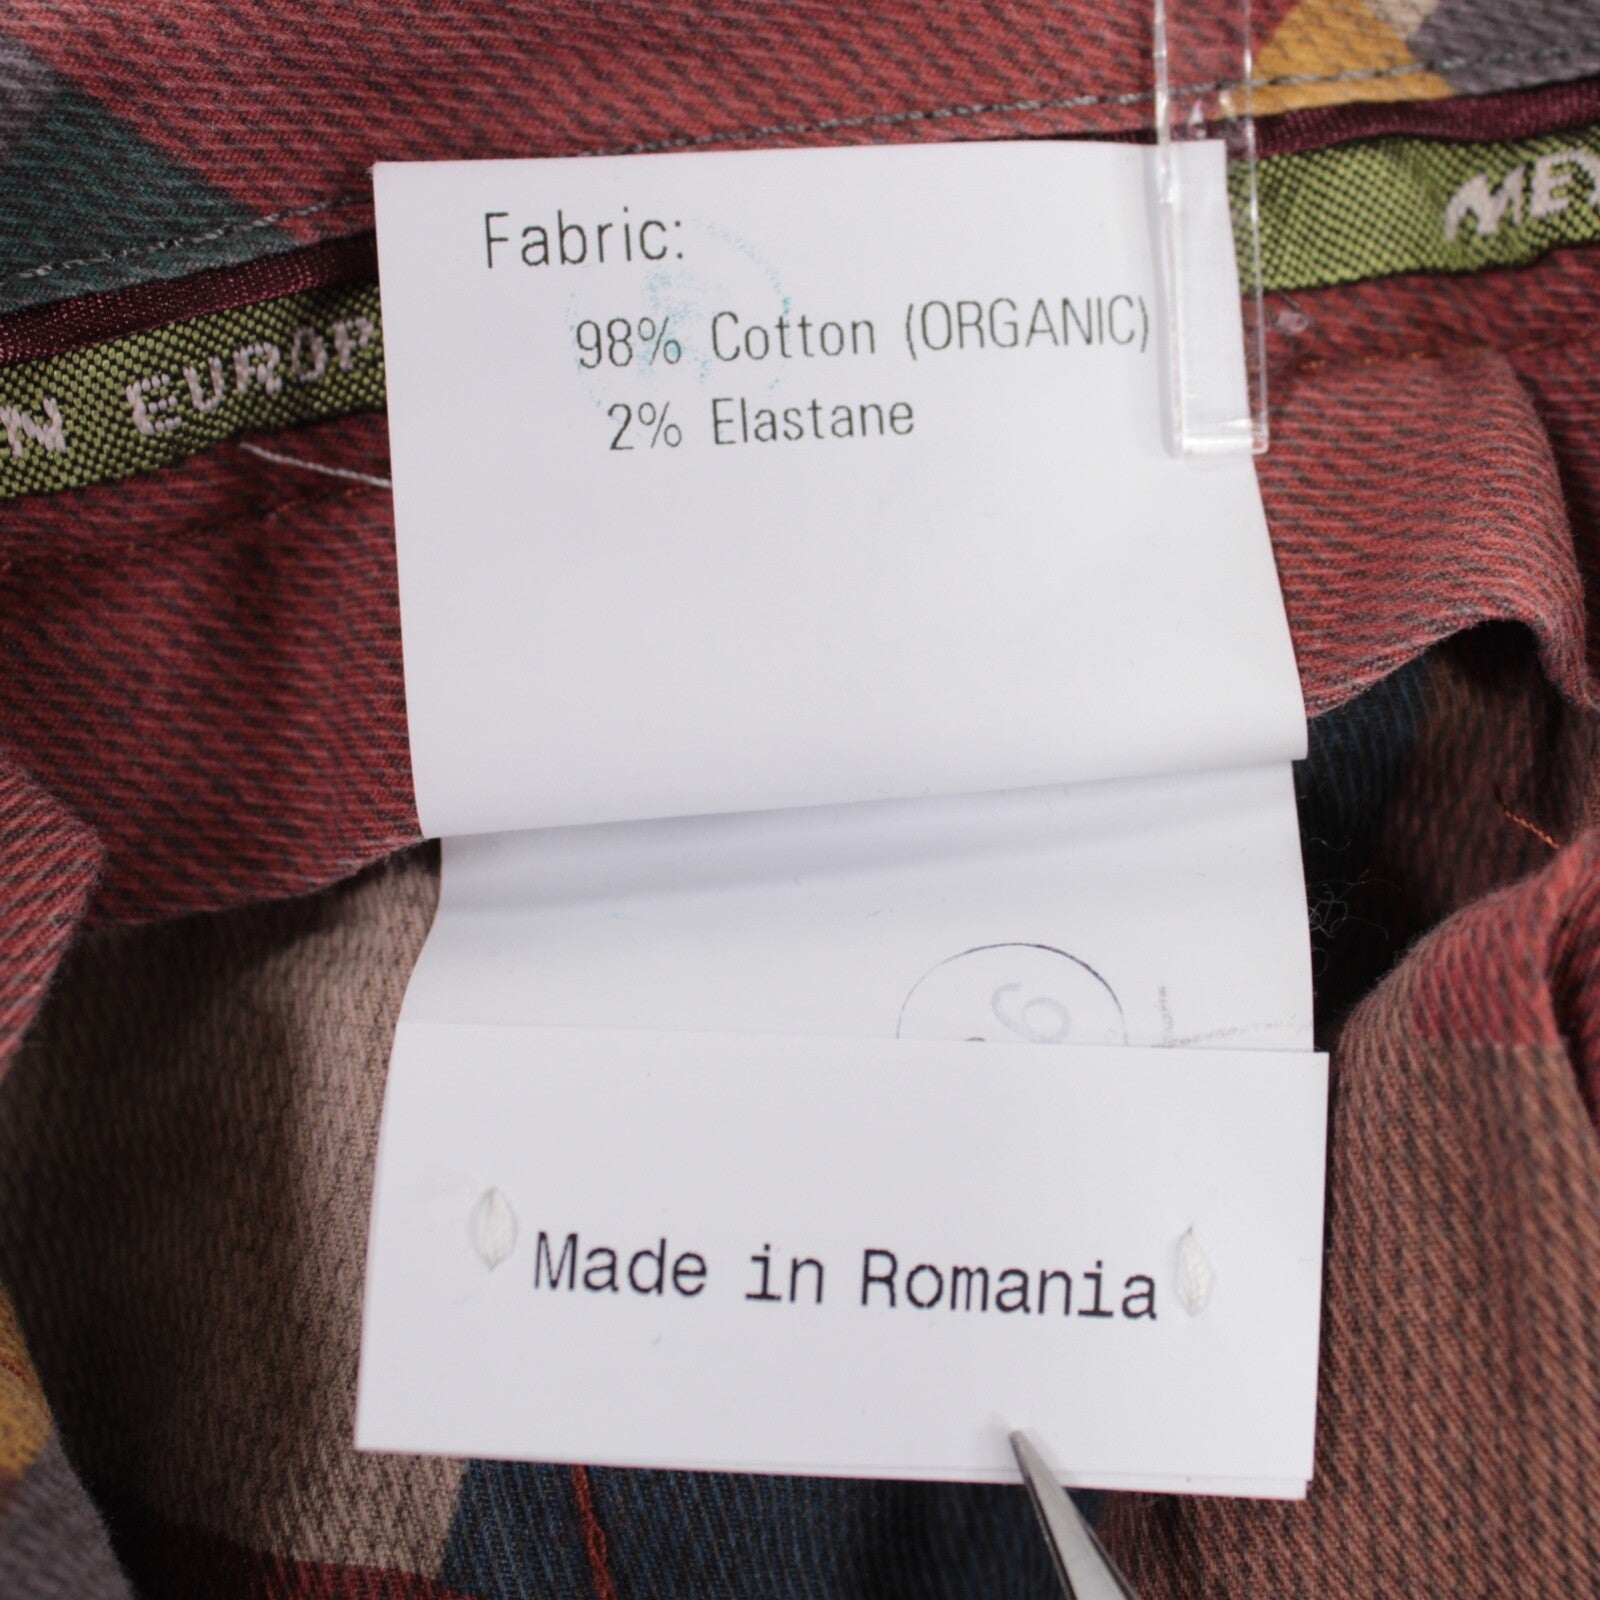 Fabric:
98% Cotton (ORGANIC)
2% Elastane
Made in Romania